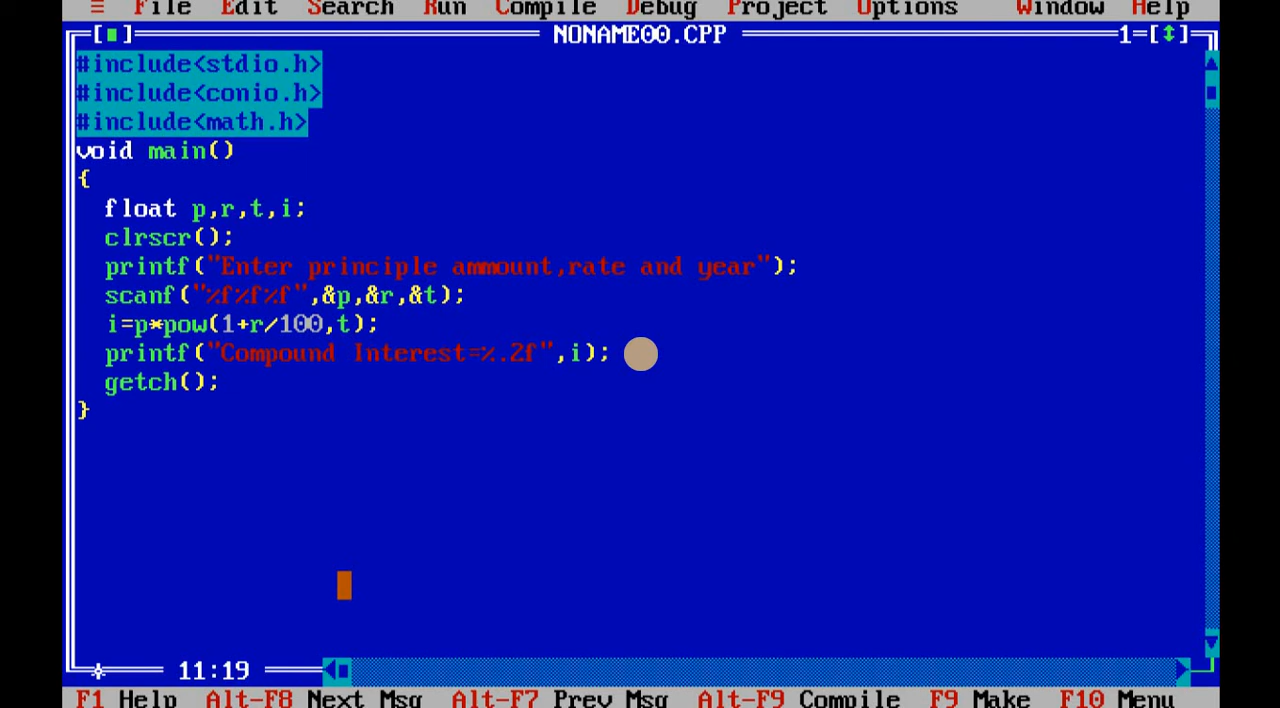 ≡ File Edit Search Run Compile Debug Project Options Window Help
[■] NONAME00.CPP 1=[↕]
#include<stdio.h>
#include<conio.h>
#include<math.h>
void main()
{
float p,r,t,i;
clrscr();
printf("Enter principle ammount,rate and year");
scanf("%f%f%f",&p,&r,&t);
i=p*pow(1+r/100,t);
printf("Compound Interest=%.2f",i);
getch();
}
11:19
F1 Help Alt-F8 Next Msg Alt-F7 Prev Msg Alt-F9 Compile F9 Make F10 Menu